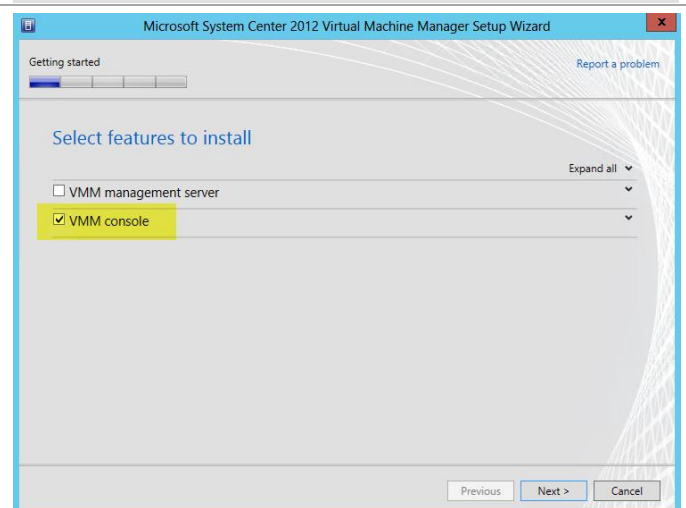 Microsoft System Center 2012 Virtual Machine Manager Setup Wizard
x
Getting started
Report a problem
Select features to install
Expand all
VMM management server
VMM console
Previous
Next >
Cancel